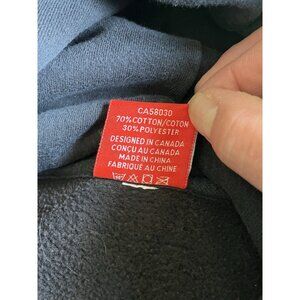 CA58030
70%COTTON/COTON
30%POLYESTER
DESIGNED IN CANADA
CONÇU AU CANADA
MADE IN CHINA
FABRIQUÉ AU CHINE